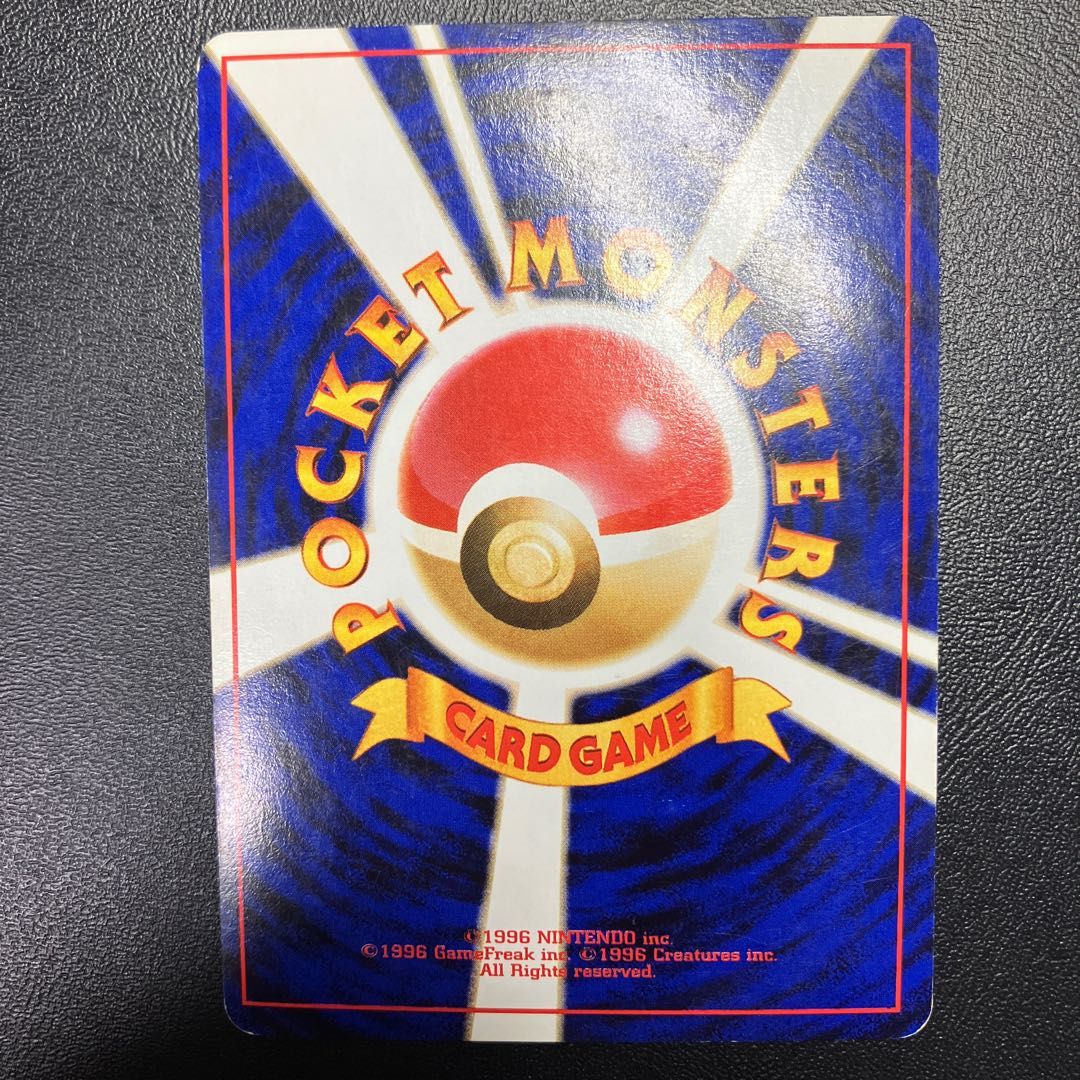 POCKET MONSTERS
CARD GAME
©1996 NINTENDO inc.
©1996 GameFreak inc. ©1996 Creatures inc.
All Rights reserved.